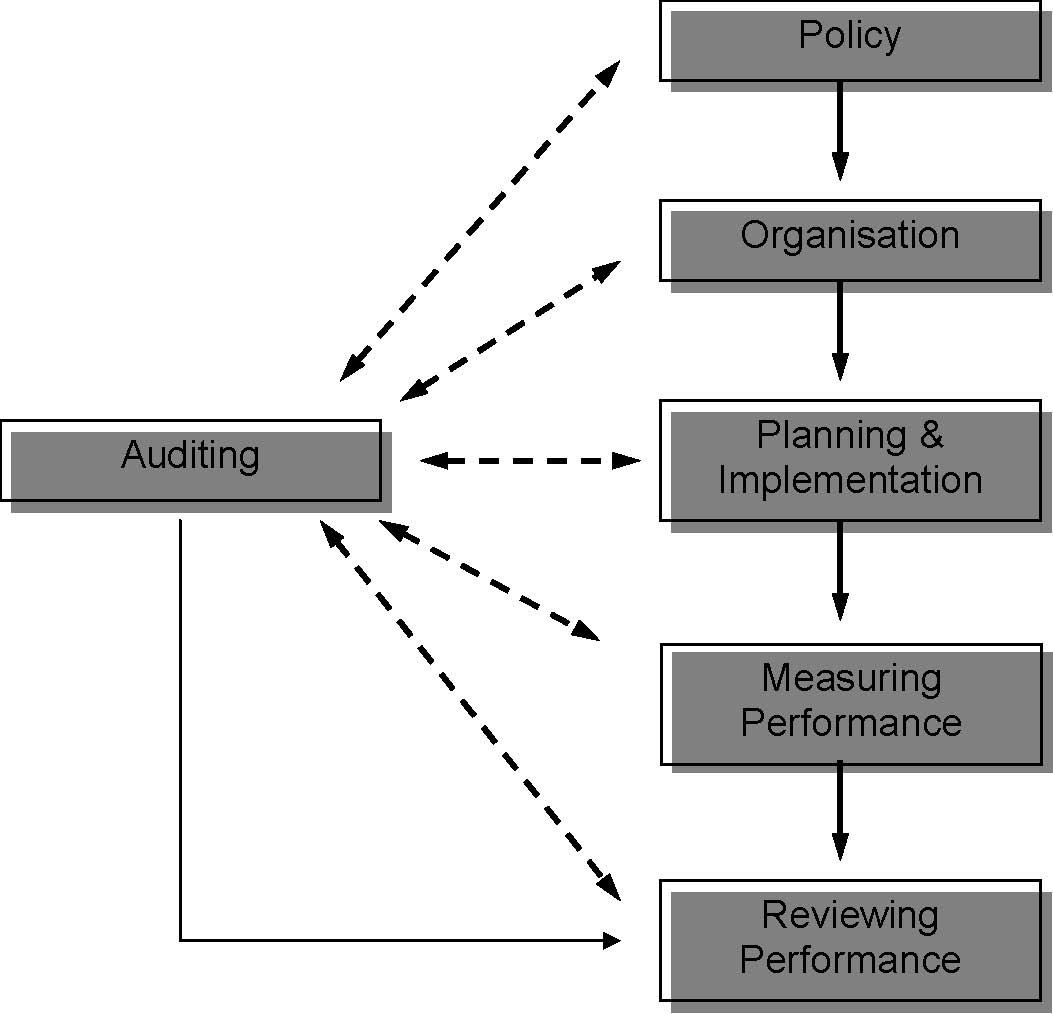 Policy
Organisation
Auditing
Planning &
Implementation
Measuring
Performance
Reviewing
Performance